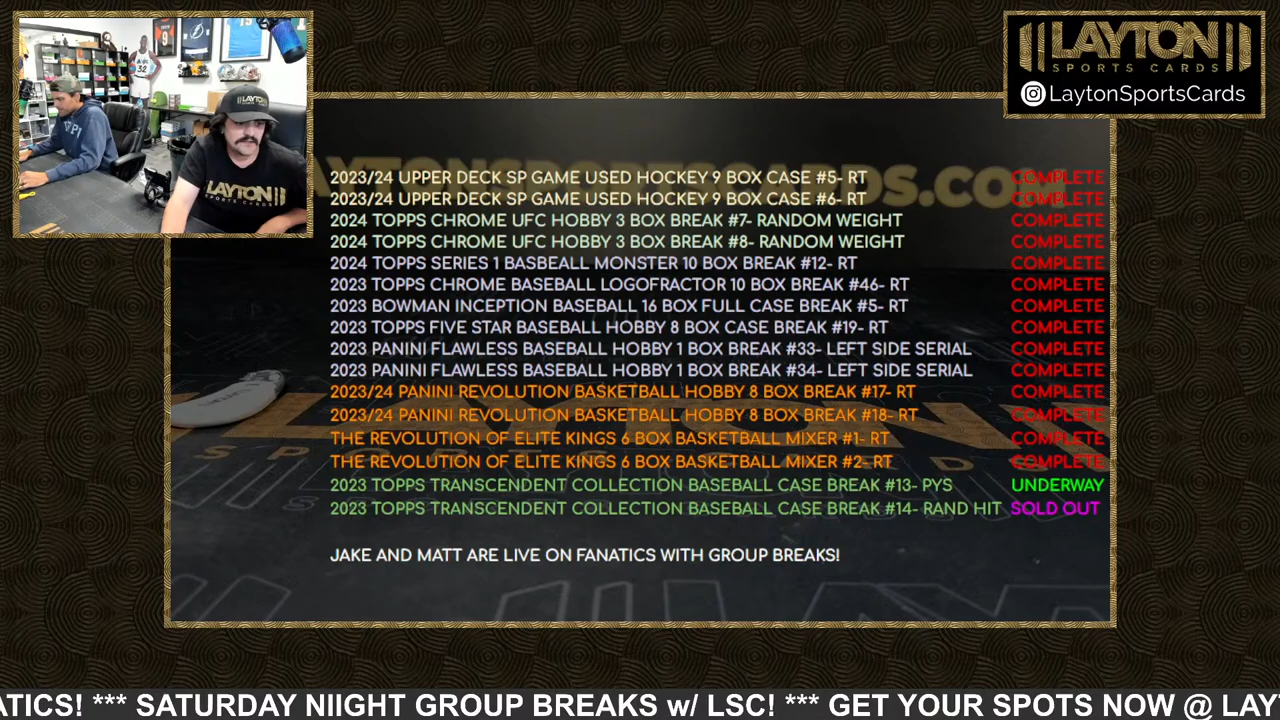 LAYTON
SPORTS CARDS
LaytonSportsCards
LAYTONSPORTSCARDS.COM
2023/24 UPPER DECK SP GAME USED HOCKEY 9 BOX CASE #5- RT COMPLETE
2023/24 UPPER DECK SP GAME USED HOCKEY 9 BOX CASE #6- RT COMPLETE
2024 TOPPS CHROME UFC HOBBY 3 BOX BREAK #7- RANDOM WEIGHT COMPLETE
2024 TOPPS CHROME UFC HOBBY 3 BOX BREAK #8- RANDOM WEIGHT COMPLETE
2024 TOPPS SERIES 1 BASBEALL MONSTER 10 BOX BREAK #12- RT COMPLETE
2023 TOPPS CHROME BASEBALL LOGOFRACTOR 10 BOX BREAK #46- RT COMPLETE
2023 BOWMAN INCEPTION BASEBALL 16 BOX FULL CASE BREAK #5- RT COMPLETE
2023 TOPPS FIVE STAR BASEBALL HOBBY 8 BOX CASE BREAK #19- RT COMPLETE
2023 PANINI FLAWLESS BASEBALL HOBBY 1 BOX BREAK #33- LEFT SIDE SERIAL COMPLETE
2023 PANINI FLAWLESS BASEBALL HOBBY 1 BOX BREAK #34- LEFT SIDE SERIAL COMPLETE
2023/24 PANINI REVOLUTION BASKETBALL HOBBY 8 BOX BREAK #17- RT COMPLETE
2023/24 PANINI REVOLUTION BASKETBALL HOBBY 8 BOX BREAK #18- RT COMPLETE
THE REVOLUTION OF ELITE KINGS 6 BOX BASKETBALL MIXER #1- RT COMPLETE
THE REVOLUTION OF ELITE KINGS 6 BOX BASKETBALL MIXER #2- RT COMPLETE
2023 TOPPS TRANSCENDENT COLLECTION BASEBALL CASE BREAK #13- PYS UNDERWAY
2023 TOPPS TRANSCENDENT COLLECTION BASEBALL CASE BREAK #14- RAND HIT SOLD OUT
JAKE AND MATT ARE LIVE ON FANATICS WITH GROUP BREAKS!
LAYTON
SPORTS CARDS
LAYTON
LAYTON
32
9
ATICS! *** SATURDAY NIIGHT GROUP BREAKS w/ LSC! *** GET YOUR SPOTS NOW @ LAY